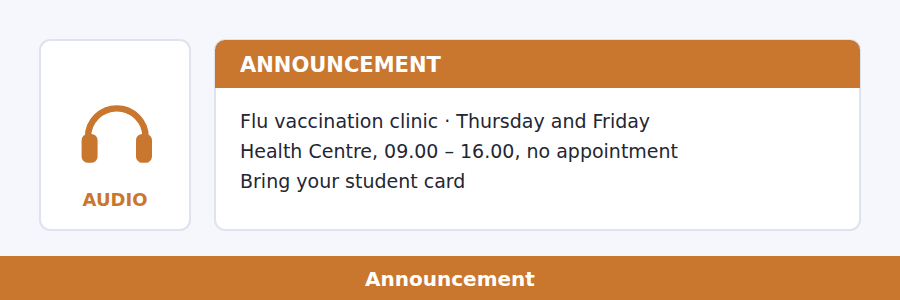 AUDIO
ANNOUNCEMENT
Flu vaccination clinic · Thursday and Friday
Health Centre, 09.00 – 16.00, no appointment
Bring your student card
Announcement